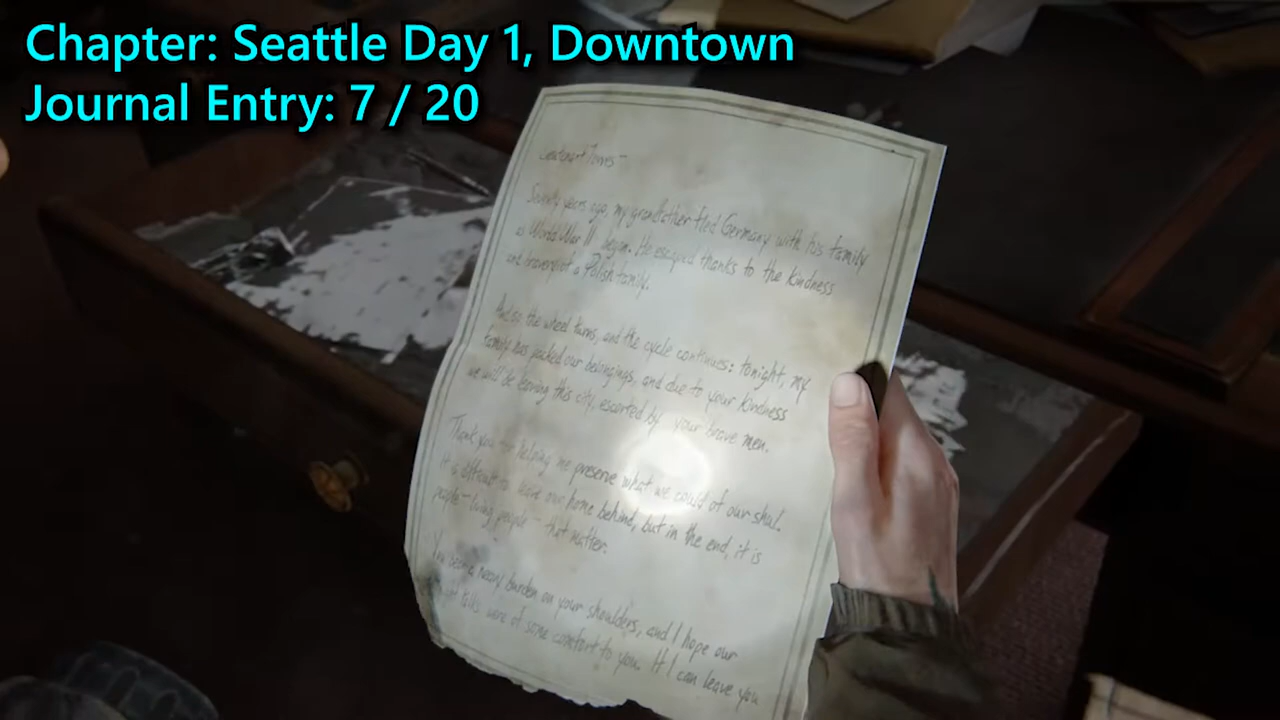 Chapter: Seattle Day 1, Downtown
Journal Entry: 7 / 20
Lieutenant Torres-
Seventy years ago, my grandfather fled Germany with his family
as World War II began. He escaped thanks to the kindness
and bravery of a Polish family.
And so the wheel turns, and the cycle continues: tonight, my
family has packed our belongings, and due to your kindness
we will be leaving this city, escorted by your brave men.
Thank you for helping me preserve what we could of our shul.
It is difficult to leave our home behind, but in the end, it is
people-living people-that matter.
You bear a heavy burden on your shoulders, and I hope our
talks were of some comfort to you. If I can leave you